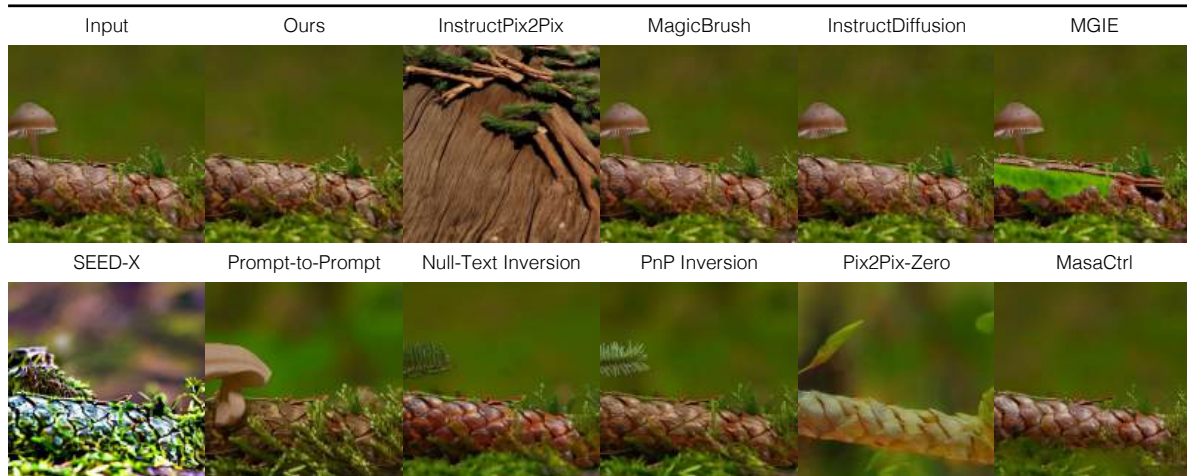 Input Ours InstructPix2Pix MagicBrush InstructDiffusion MGIE
SEED-X Prompt-to-Prompt Null-Text Inversion PnP Inversion Pix2Pix-Zero MasaCtrl